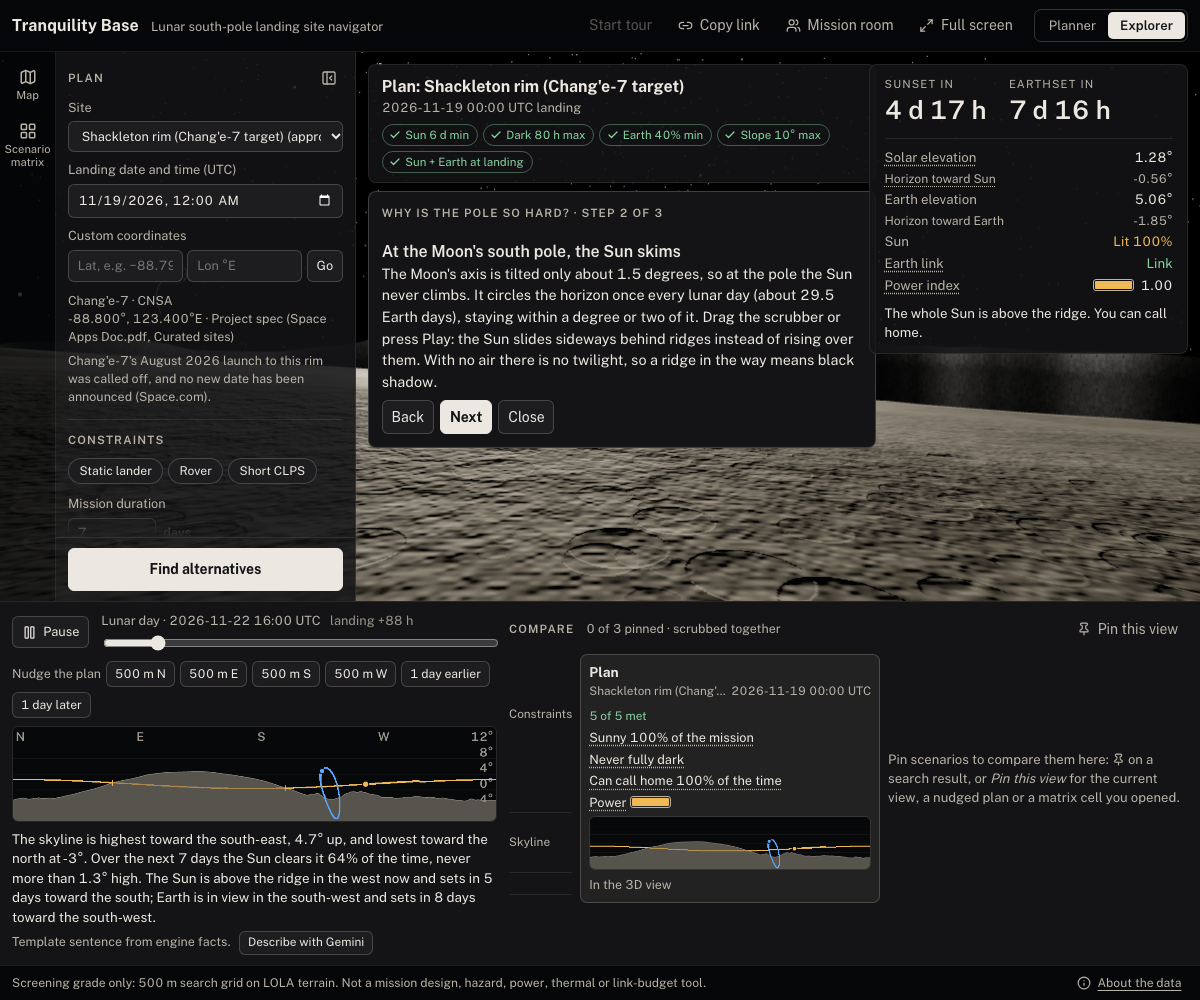 Tranquility Base
Lunar south-pole landing site navigator
Start tour
Copy link
Mission room
Full screen
Planner
Explorer
Map
Scenario
matrix
PLAN
Site
Shackleton rim (Chang'e-7 target) (appro
Landing date and time (UTC)
11/19/2026, 12:00 AM
Custom coordinates
Lat, e.g. -88.79
Lon °E
Go
Chang'e-7 · CNSA
-88.800°, 123.400°E · Project spec (Space
Apps Doc.pdf, Curated sites)
Chang'e-7's August 2026 launch to this rim
was called off, and no new date has been
announced (Space.com).
CONSTRAINTS
Static lander
Rover
Short CLPS
Mission duration
7
days
Find alternatives
Plan: Shackleton rim (Chang'e-7 target)
2026-11-19 00:00 UTC landing
Sun 6 d min
Dark 80 h max
Earth 40% min
Slope 10° max
Sun + Earth at landing
WHY IS THE POLE SO HARD? · STEP 2 OF 3
At the Moon's south pole, the Sun skims
The Moon's axis is tilted only about 1.5 degrees, so at the pole the Sun
never climbs. It circles the horizon once every lunar day (about 29.5
Earth days), staying within a degree or two of it. Drag the scrubber or
press Play: the Sun slides sideways behind ridges instead of rising over
them. With no air there is no twilight, so a ridge in the way means black
shadow.
Back
Next
Close
SUNSET IN
EARTHSET IN
4 d 17 h
7 d 16 h
Solar elevation 1.28°
Horizon toward Sun -0.56°
Earth elevation 5.06°
Horizon toward Earth -1.85°
Sun Lit 100%
Earth link Link
Power index 1.00
The whole Sun is above the ridge. You can call
home.
Pause
Lunar day · 2026-11-22 16:00 UTC landing +88 h
Nudge the plan
500 m N
500 m E
500 m S
500 m W
1 day earlier
1 day later
N
E
S
W
12°
8°
4°
0°
4°
The skyline is highest toward the south-east, 4.7° up, and lowest toward the
north at -3°. Over the next 7 days the Sun clears it 64% of the time, never
more than 1.3° high. The Sun is above the ridge in the west now and sets in 5
days toward the south; Earth is in view in the south-west and sets in 8 days
toward the south-west.
Template sentence from engine facts.
Describe with Gemini
COMPARE
0 of 3 pinned · scrubbed together
Pin this view
Constraints
Skyline
Plan
Shackleton rim (Chang'... 2026-11-19 00:00 UTC
5 of 5 met
Sunny 100% of the mission
Never fully dark
Can call home 100% of the time
Power
In the 3D view
Pin scenarios to compare them here: on a
search result, or Pin this view for the current
view, a nudged plan or a matrix cell you opened.
Screening grade only: 500 m search grid on LOLA terrain. Not a mission design, hazard, power, thermal or link-budget tool.
About the data